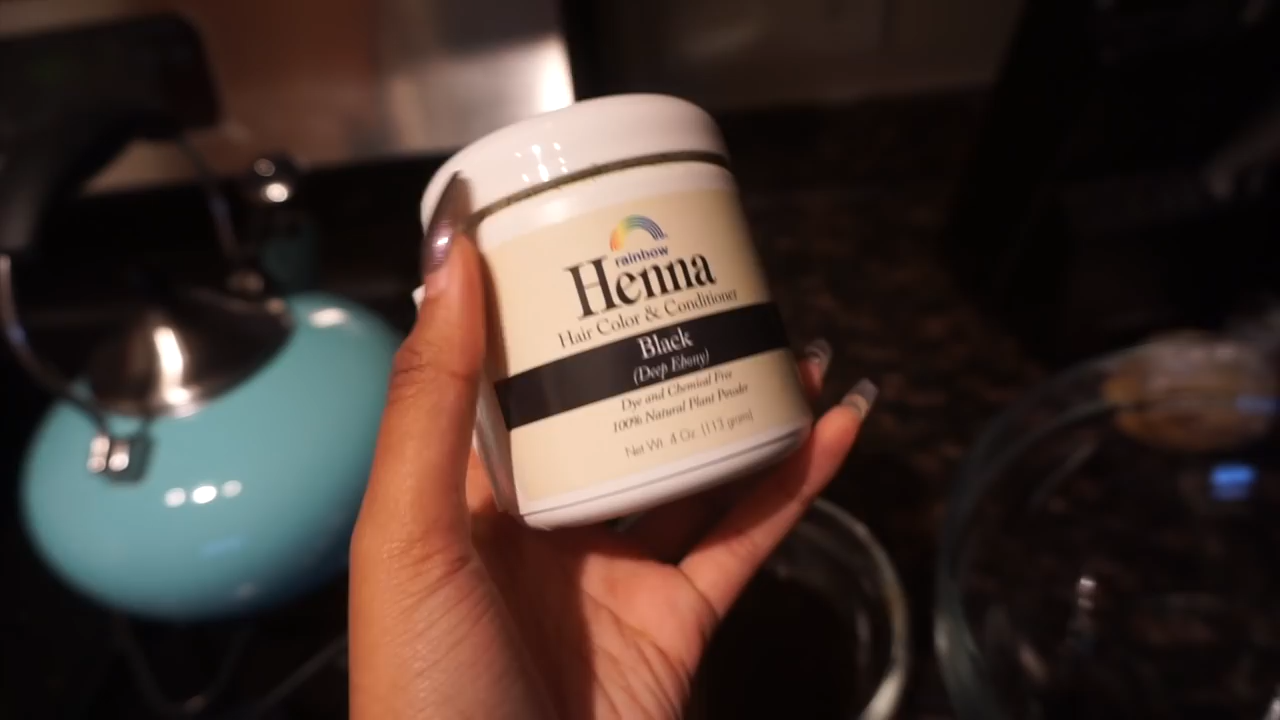 rainbow
Henna
Hair Color & Conditioner
Black
(Deep Ebony)
Dye and Chemical Free
100% Natural Plant Powder
Net Wt. 4 Oz. (113 gram)